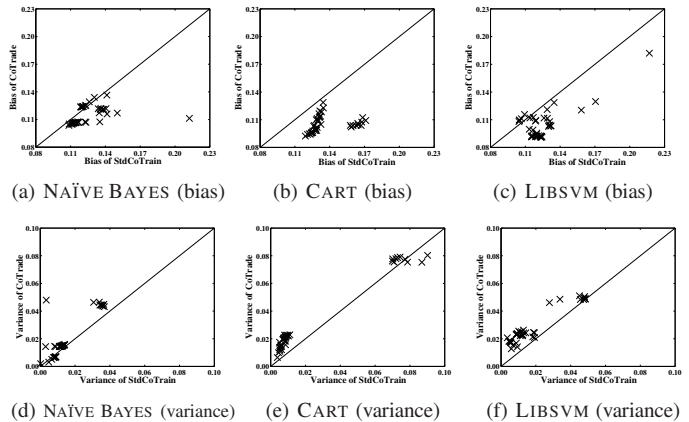 0.23
0.20
0.17
0.14
0.11
0.08
Bias of CoTrade
0.08 0.11 0.14 0.17 0.20 0.23
Bias of StdCoTrain
(a) NAÏVE BAYES (bias)
0.23
0.20
0.17
0.14
0.11
0.08
Bias of CoTrade
0.08 0.11 0.14 0.17 0.20 0.23
Bias of StdCoTrain
(b) CART (bias)
0.23
0.20
0.17
0.14
0.11
0.08
Bias of CoTrade
0.08 0.11 0.14 0.17 0.20 0.23
Bias of StdCoTrain
(c) LIBSVM (bias)
0.10
0.08
0.06
0.04
0.02
0.00
Variance of CoTrade
0.00 0.02 0.04 0.06 0.08 0.10
Variance of StdCoTrain
(d) NAÏVE BAYES (variance)
0.10
0.08
0.06
0.04
0.02
0.00
Variance of CoTrade
0.00 0.02 0.04 0.06 0.08 0.10
Variance of StdCoTrain
(e) CART (variance)
0.10
0.08
0.06
0.04
0.02
0.00
Variance of CoTrade
0.00 0.02 0.04 0.06 0.08 0.10
Variance of StdCoTrain
(f) LIBSVM (variance)